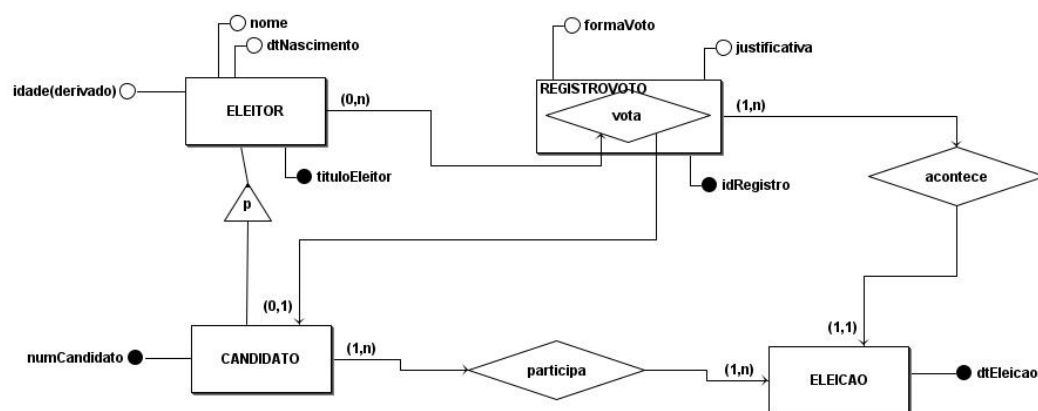 nome
formaVoto
dtNascimento
justificativa
idade(derivado)
REGISTROVOTO
(0,n)
(1,n)
ELEITOR
vota
tituloEleitor
idRegistro
acontece
p
(0,1)
(1,1)
numCandidato
CANDIDATO
(1,n)
participa
(1,n)
ELEICAO
dtEleicao